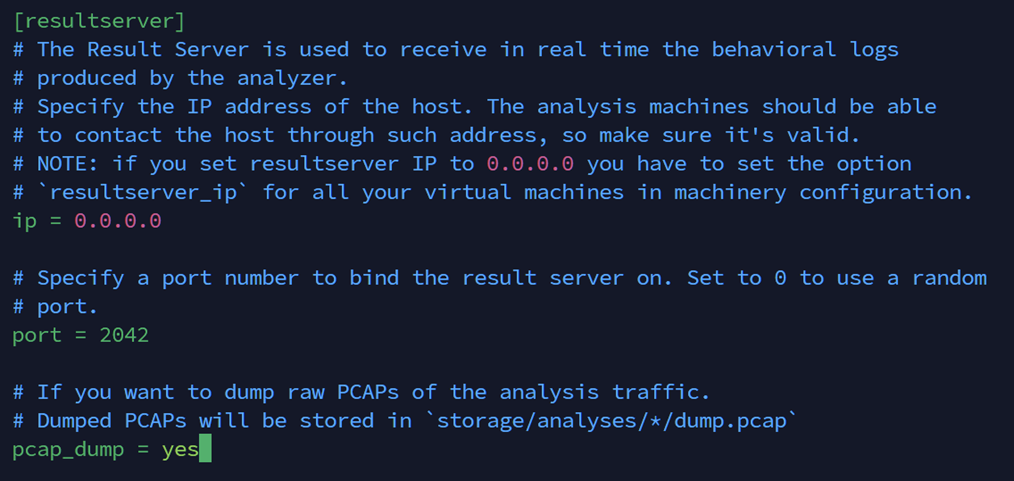 [resultserver]
# The Result Server is used to receive in real time the behavioral logs
# produced by the analyzer.
# Specify the IP address of the host. The analysis machines should be able
# to contact the host through such address, so make sure it's valid.
# NOTE: if you set resultserver IP to 0.0.0.0 you have to set the option
# `resultserver_ip` for all your virtual machines in machinery configuration.
ip = 0.0.0.0
# Specify a port number to bind the result server on. Set to 0 to use a random
# port.
port = 2042
# If you want to dump raw PCAPs of the analysis traffic.
# Dumped PCAPs will be stored in `storage/analyses/*/dump.pcap`
pcap_dump = yes